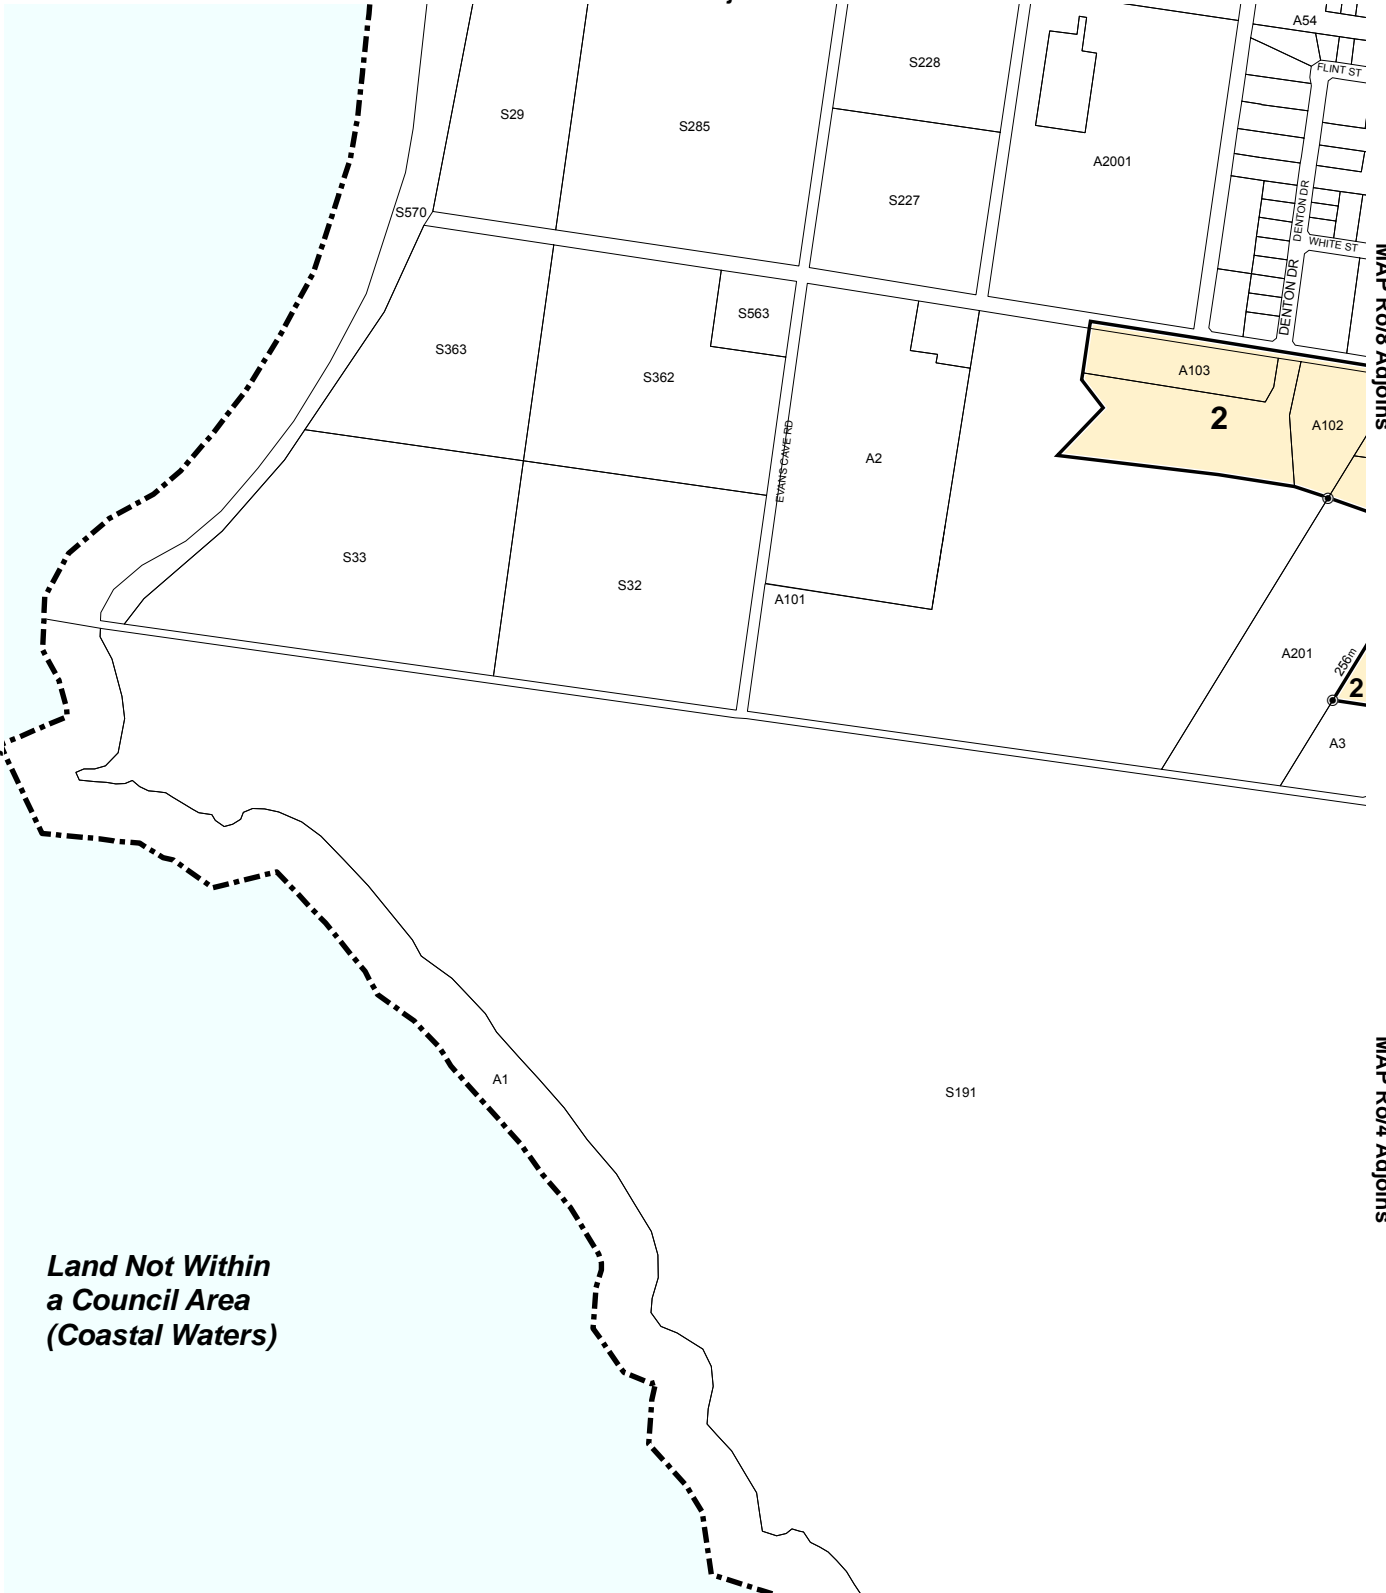 A54
FLINT ST
S228
S29
S285
A2001
S227
DENTON DR
S570
WHITE ST
MAP Ro/8 Adjoins
DENTON DR
S563
S363
A103
S362
2
A102
EVANS CAVE RD
A2
S33
S32
A101
A201
256m
2
A3
A1
S191
MAP Ro/4 Adjoins
Land Not Within
a Council Area
(Coastal Waters)